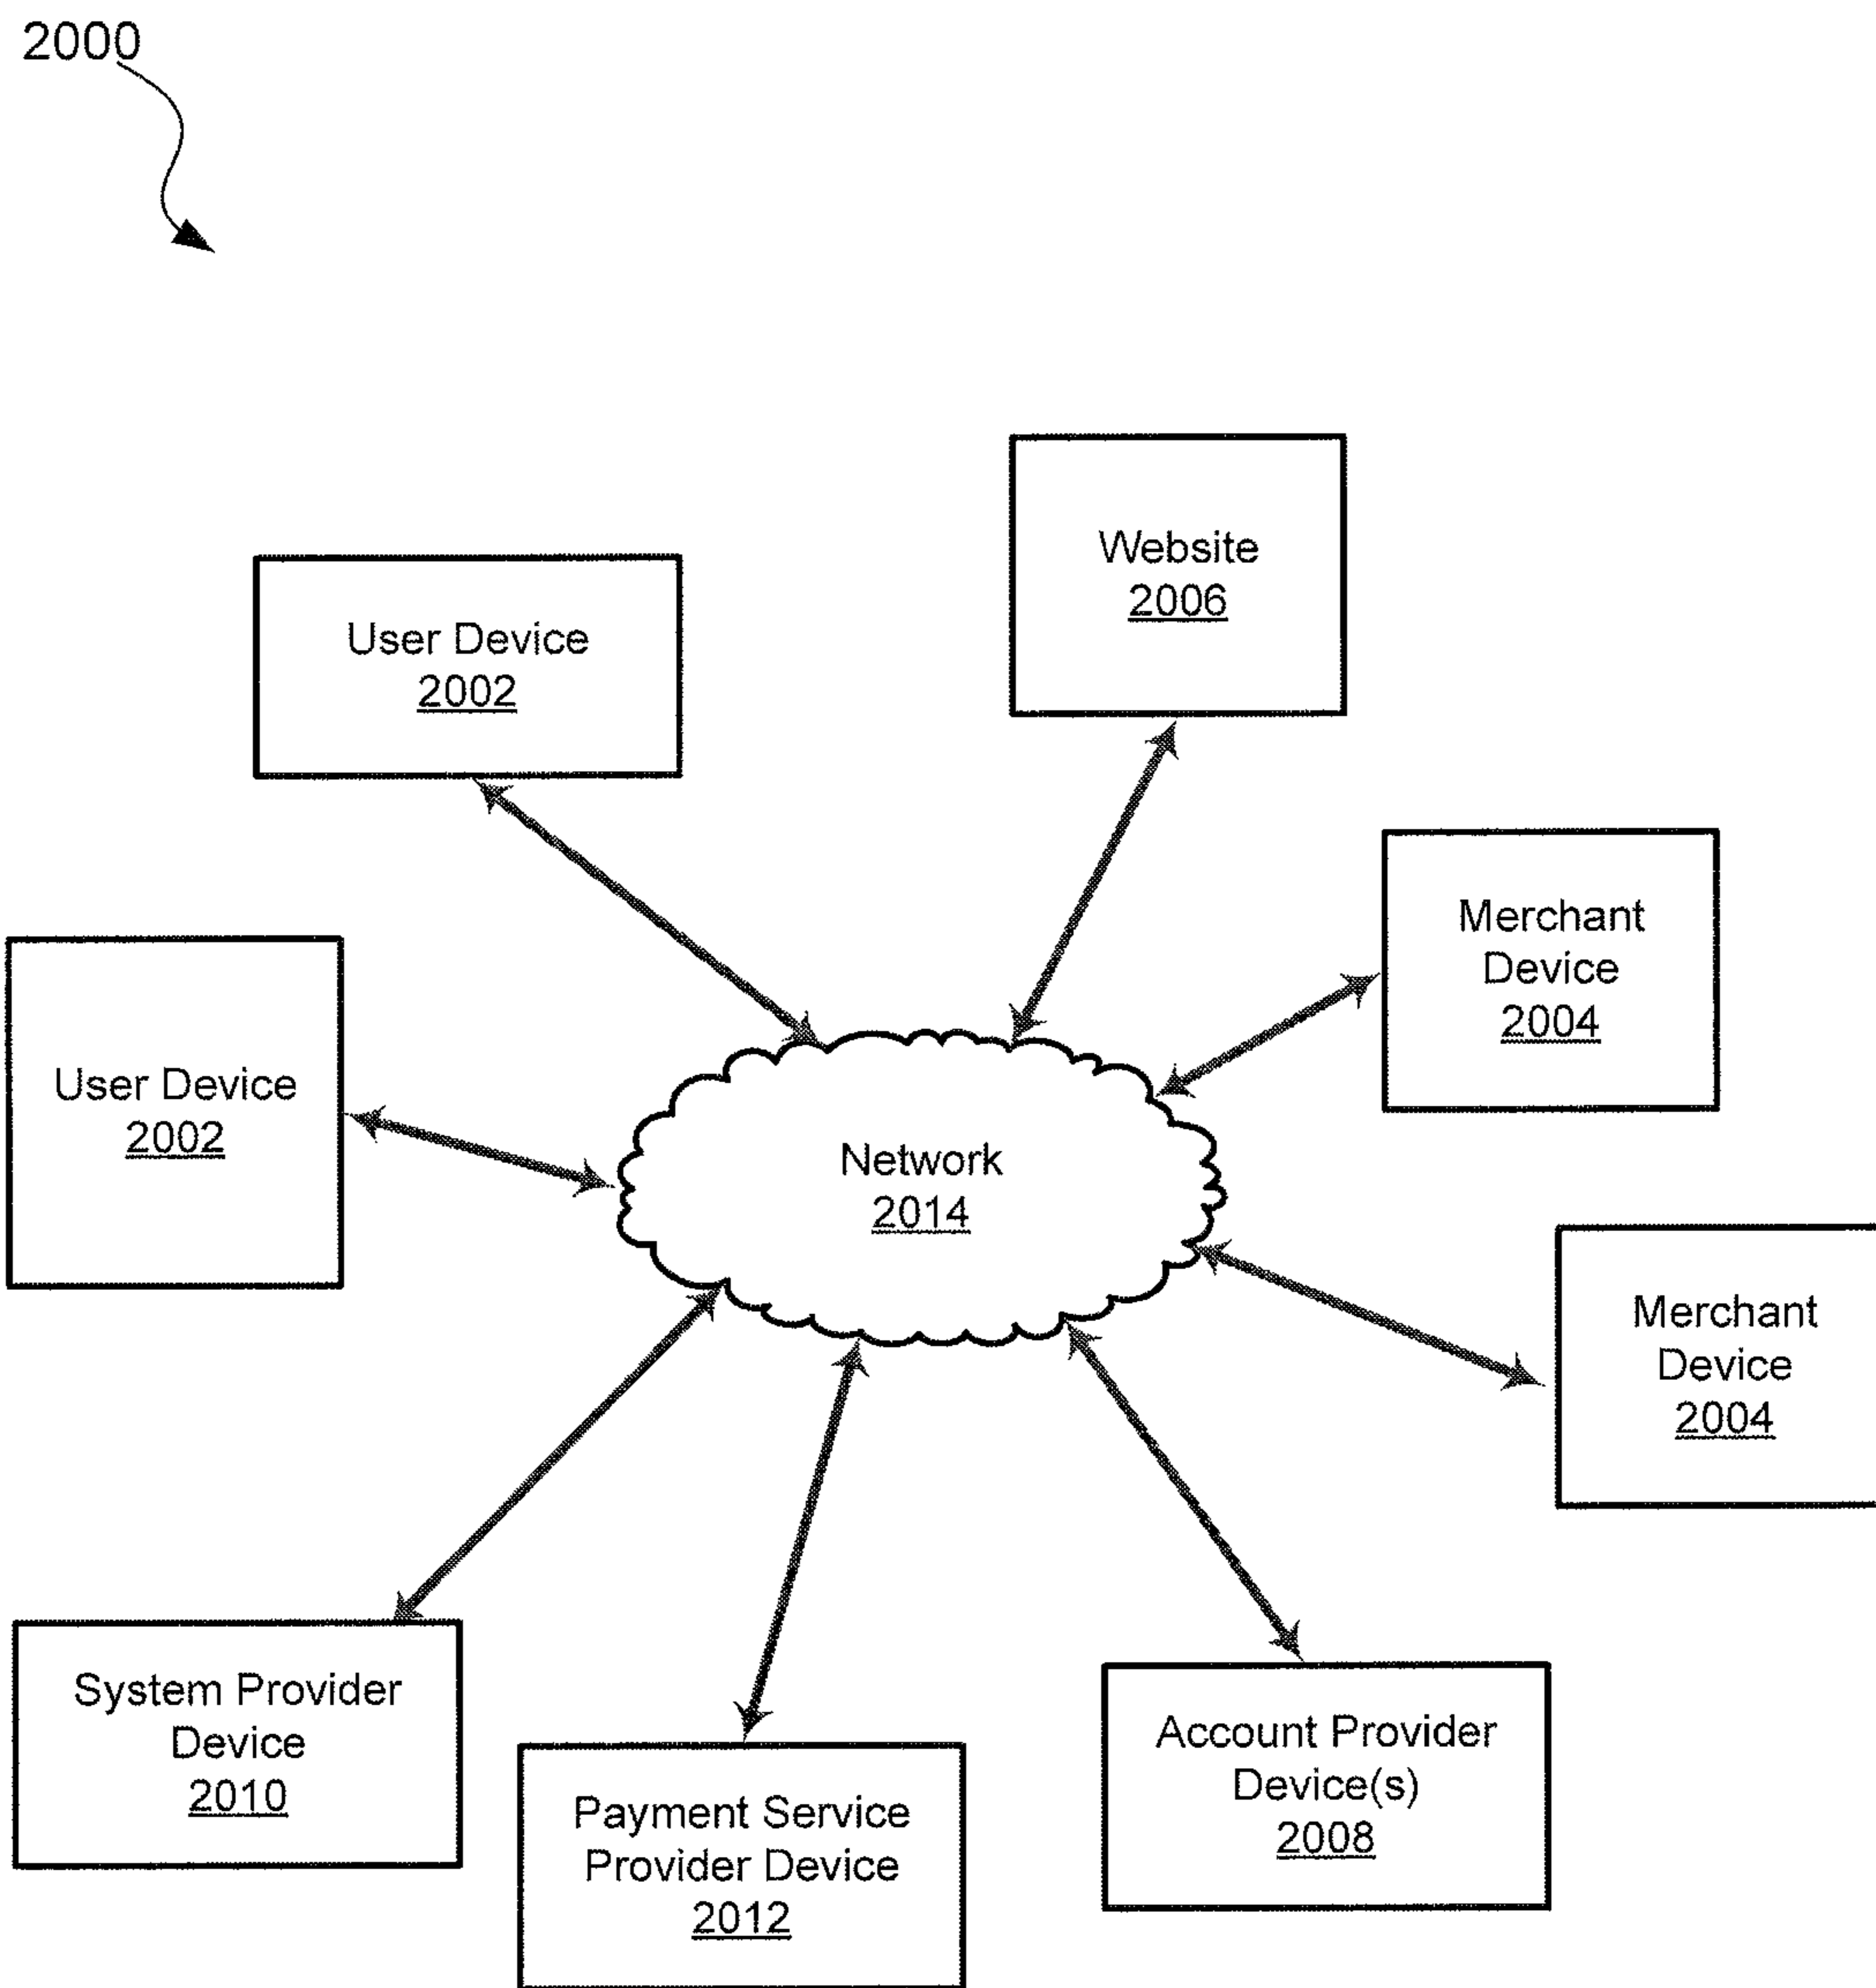 2000
Website
2006
User Device
2002
Merchant
Device
2004
User Device
2002
Network
2014
Merchant
Device
2004
System Provider
Device
2010
Payment Service
Provider Device
2012
Account Provider
Device(s)
2008